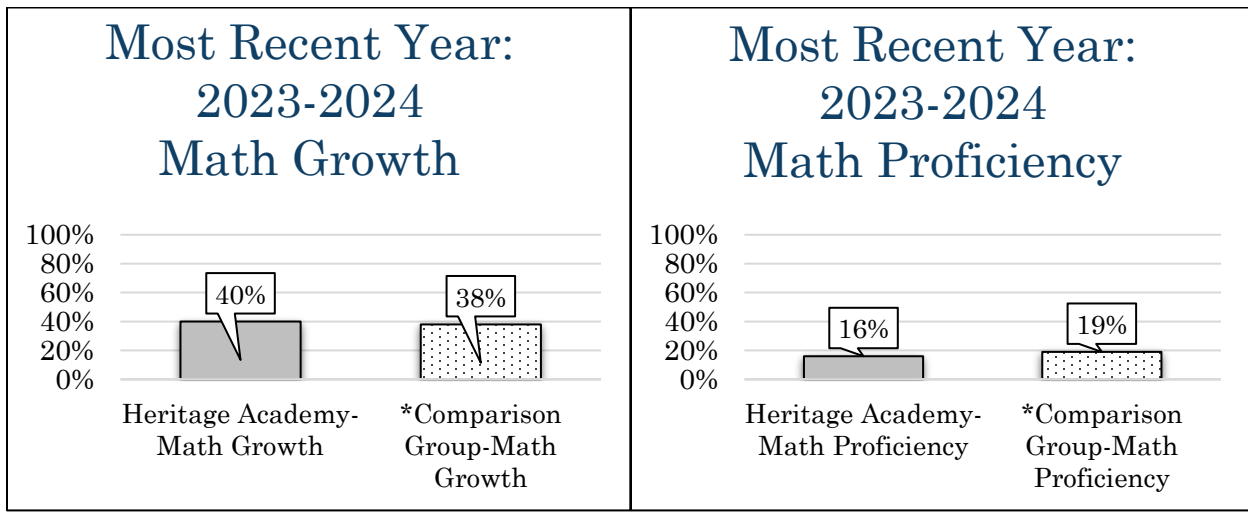 Most Recent Year:
2023-2024
Math Growth
100%
80%
60%
40%
20%
0%
40%
38%
Heritage Academy-
Math Growth
*Comparison
Group-Math
Growth
Most Recent Year:
2023-2024
Math Proficiency
100%
80%
60%
40%
20%
0%
16%
19%
Heritage Academy-
Math Proficiency
*Comparison
Group-Math
Proficiency